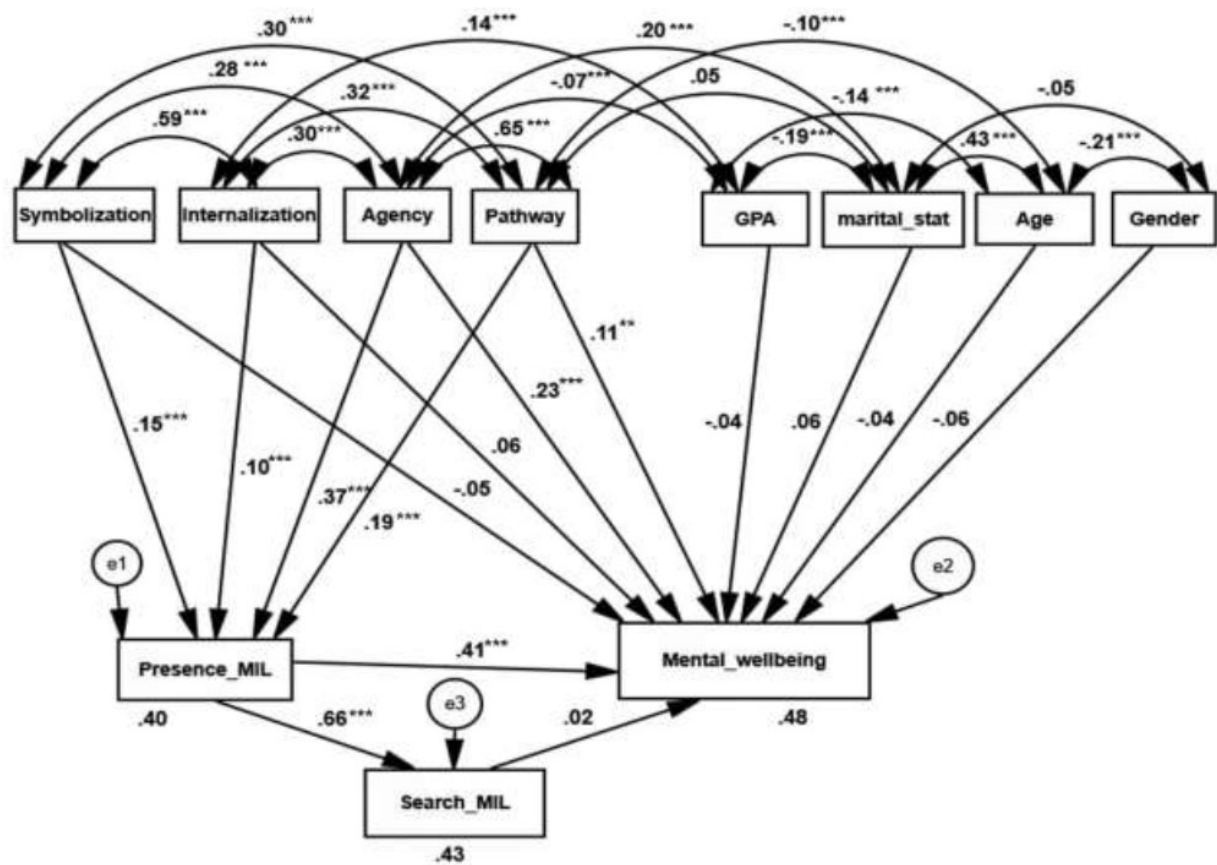 .30*** .14*** .20*** -.10***
.28*** .32*** -.07*** .05 -.14*** -.05
.59*** .30*** .65*** -.19*** .43*** -.21***
Symbolization Internalization Agency Pathway GPA marital_stat Age Gender
.11**
.23***
.15*** .06 -.04 .06 -.04 -.06
.10*** -.05
.37***
.19***
e1 e2
Presence_MIL .41*** Mental_wellbeing
.40 .66*** e3 .02 .48
Search_MIL
.43